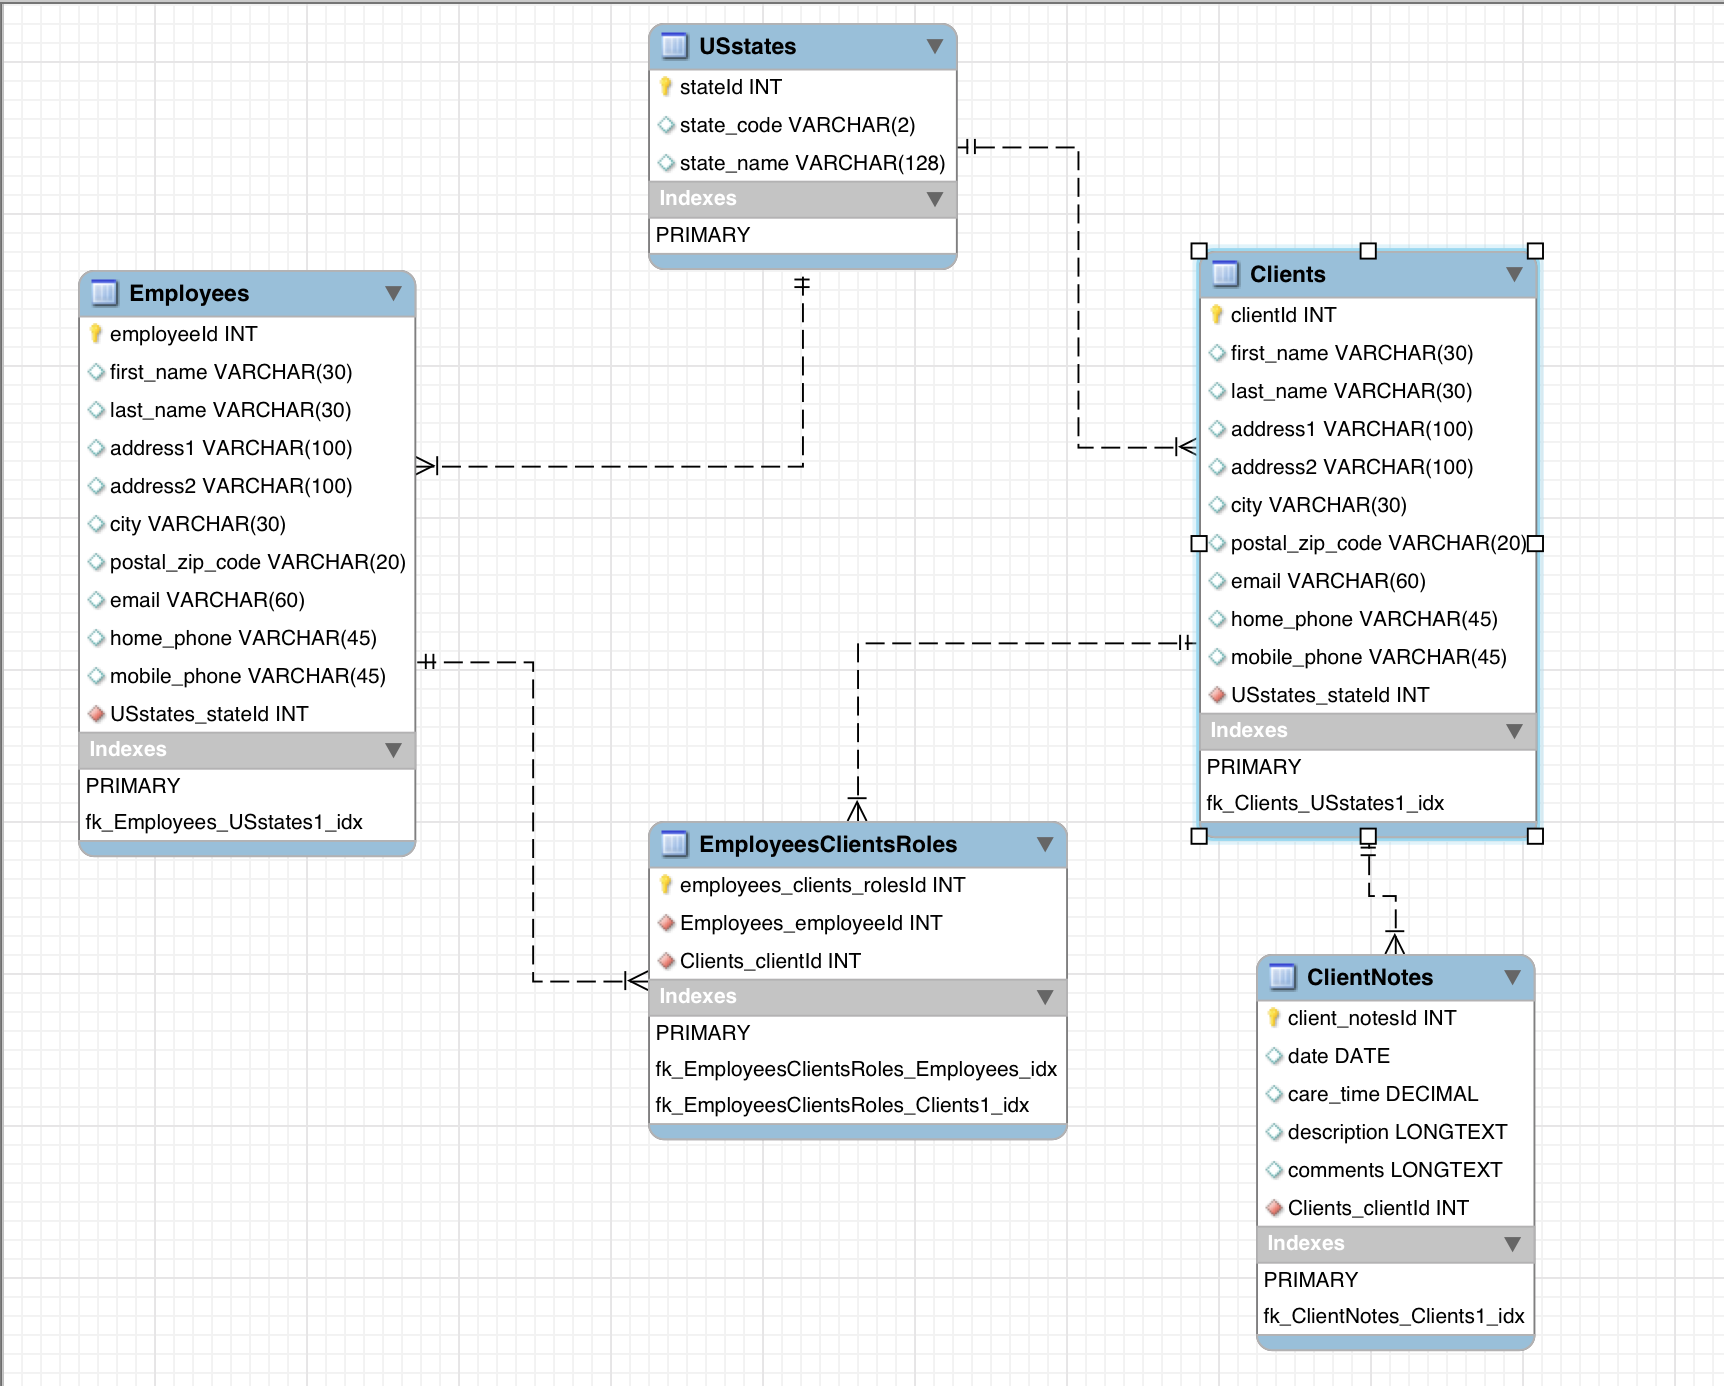 USstates
stateId INT
state_code VARCHAR(2)
state_name VARCHAR(128)
Indexes
PRIMARY
Employees
employeeId INT
first_name VARCHAR(30)
last_name VARCHAR(30)
address1 VARCHAR(100)
address2 VARCHAR(100)
city VARCHAR(30)
postal_zip_code VARCHAR(20)
email VARCHAR(60)
home_phone VARCHAR(45)
mobile_phone VARCHAR(45)
USstates_stateId INT
Indexes
PRIMARY
fk_Employees_USstates1_idx
Clients
clientId INT
first_name VARCHAR(30)
last_name VARCHAR(30)
address1 VARCHAR(100)
address2 VARCHAR(100)
city VARCHAR(30)
postal_zip_code VARCHAR(20)
email VARCHAR(60)
home_phone VARCHAR(45)
mobile_phone VARCHAR(45)
USstates_stateId INT
Indexes
PRIMARY
fk_Clients_USstates1_idx
EmployeesClientsRoles
employees_clients_rolesId INT
Employees_employeeId INT
Clients_clientId INT
Indexes
PRIMARY
fk_EmployeesClientsRoles_Employees_idx
fk_EmployeesClientsRoles_Clients1_idx
ClientNotes
client_notesId INT
date DATE
care_time DECIMAL
description LONGTEXT
comments LONGTEXT
Clients_clientId INT
Indexes
PRIMARY
fk_ClientNotes_Clients1_idx